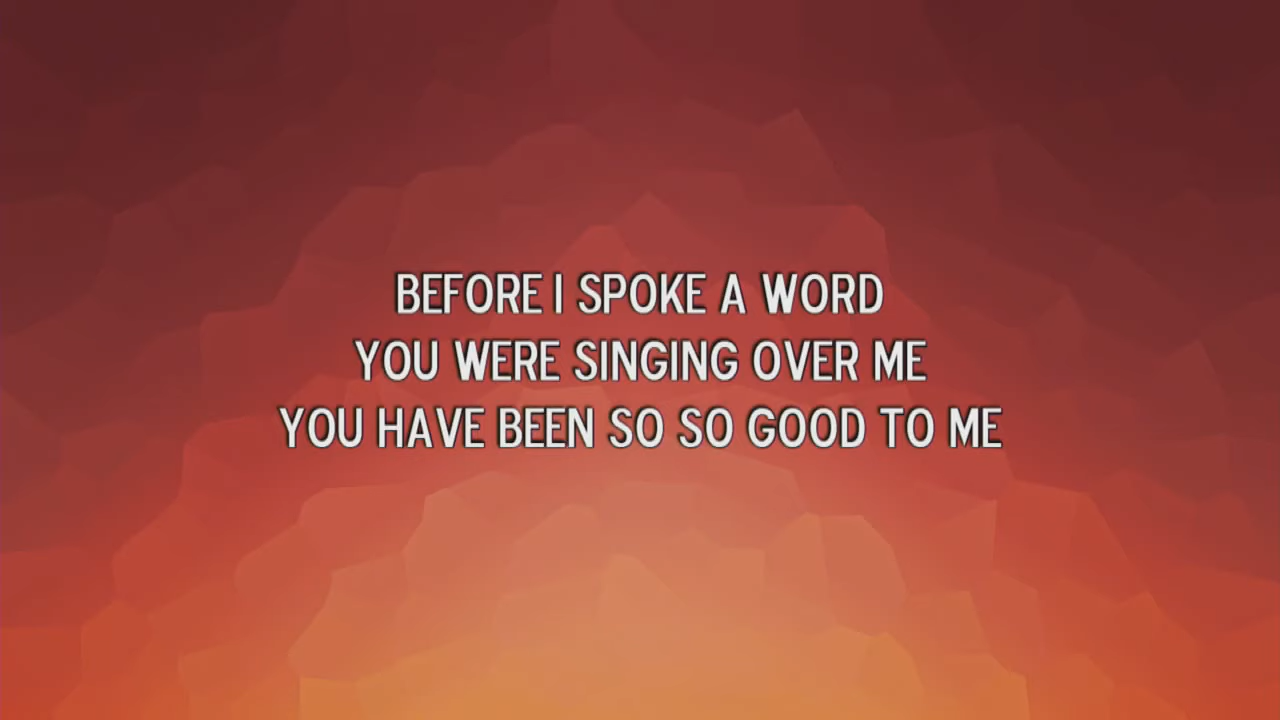 BEFORE I SPOKE A WORD
YOU WERE SINGING OVER ME
YOU HAVE BEEN SO SO GOOD TO ME